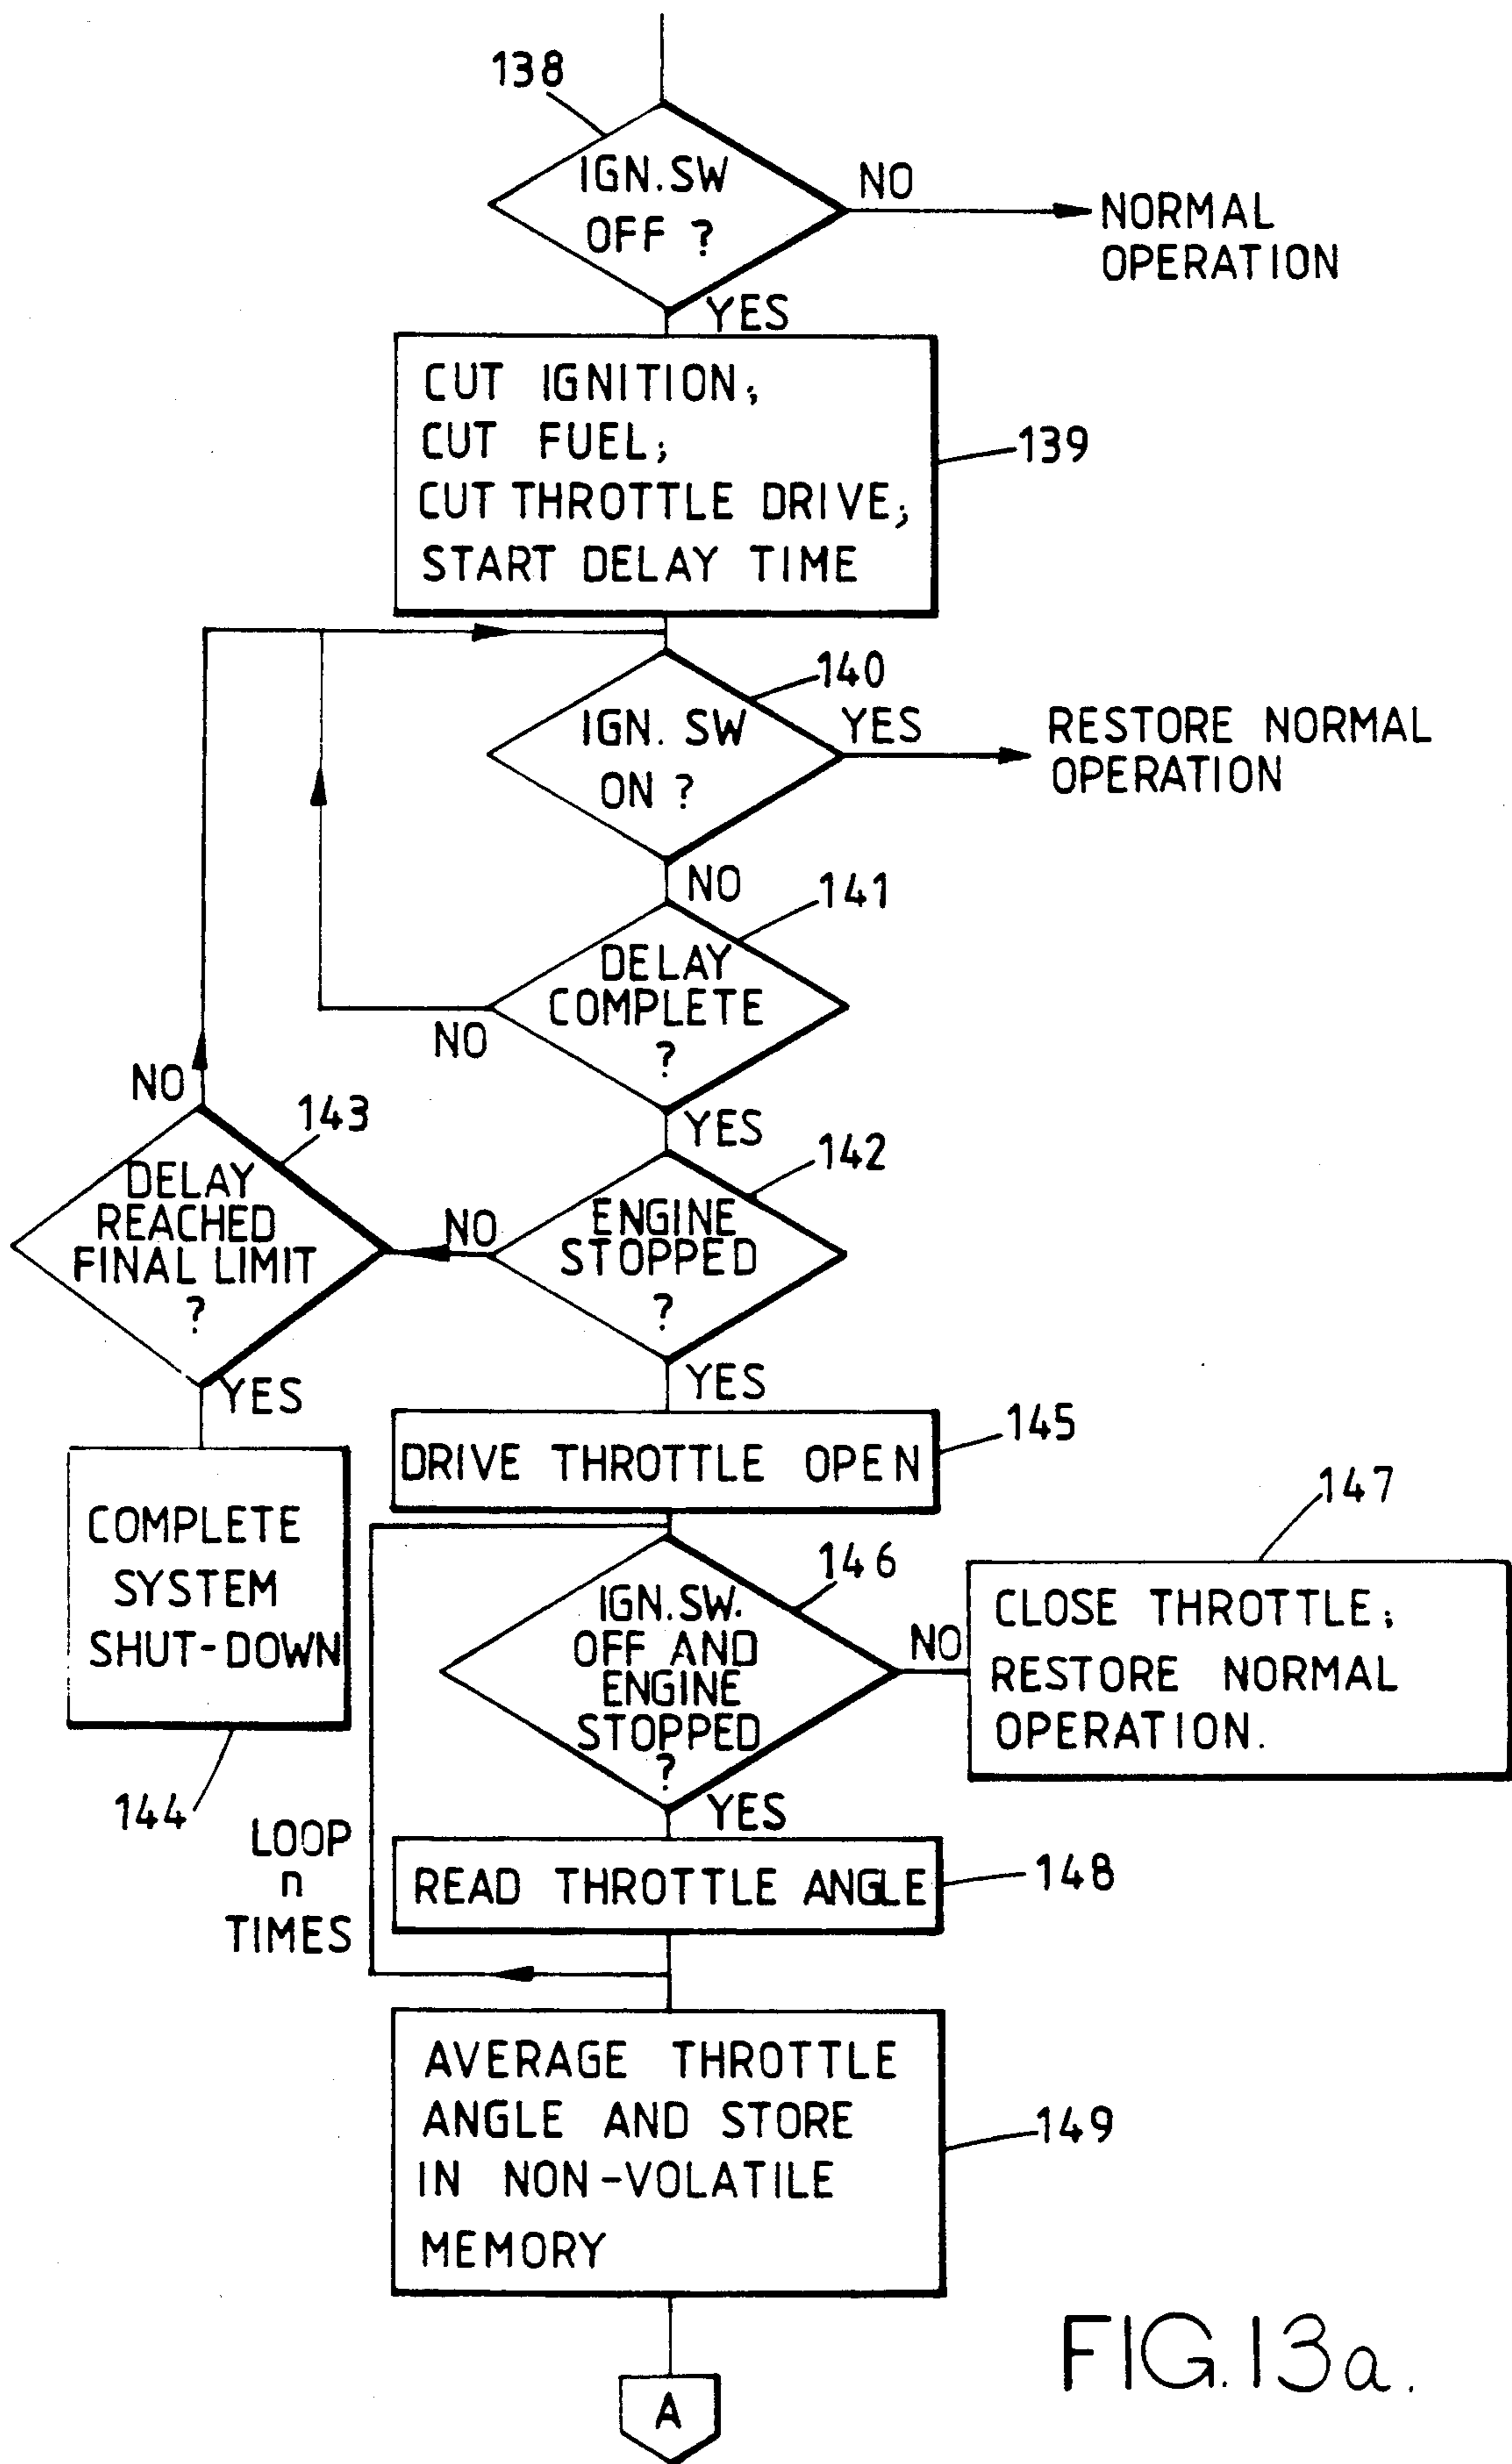 138
IGN. SW
OFF ?
NO
NORMAL
OPERATION
YES
CUT IGNITION;
CUT FUEL;
CUT THROTTLE DRIVE;
START DELAY TIME
139
140
IGN. SW
ON ?
YES
RESTORE NORMAL
OPERATION
NO
141
DELAY
COMPLETE
?
NO
YES
NO
143
DELAY
REACHED
FINAL LIMIT
?
142
ENGINE
STOPPED
?
NO
YES
YES
COMPLETE
SYSTEM
SHUT-DOWN
144
DRIVE THROTTLE OPEN
145
146
IGN. SW.
OFF AND
ENGINE
STOPPED
?
NO
147
CLOSE THROTTLE;
RESTORE NORMAL
OPERATION.
YES
LOOP
n
TIMES
READ THROTTLE ANGLE
148
AVERAGE THROTTLE
ANGLE AND STORE
IN NON-VOLATILE
MEMORY
149
A
FIG. 13a.